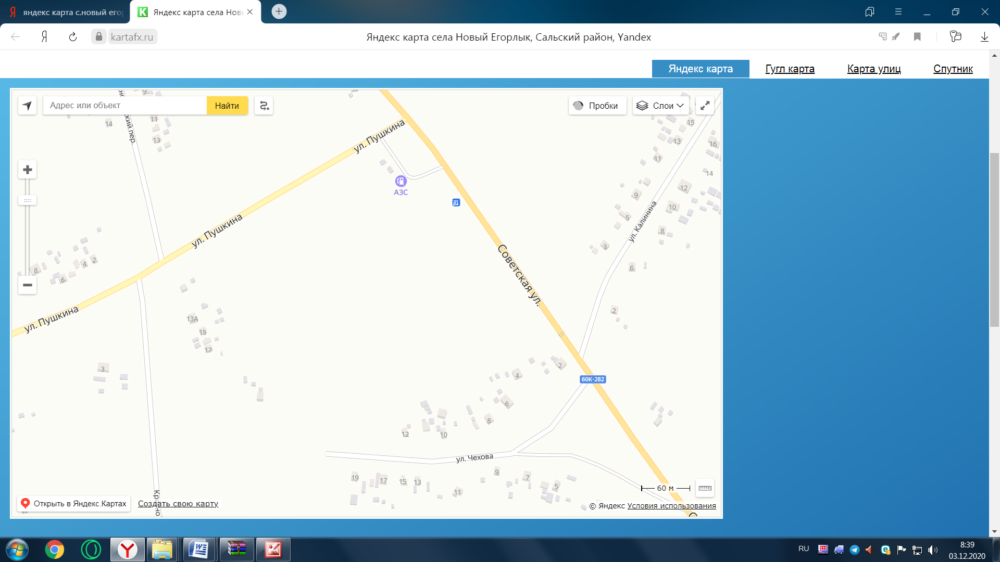 яндекс карта с.новый егор
Яндекс карта села Нов
kartafx.ru
Яндекс карта села Новый Егорлык, Сальский район, Yandex
Яндекс карта
Гугл карта
Карта улиц
Спутник
Адрес или объект
Найти
Пробки
Слои
9
14
11
13
ский пер.
ул. Пушкина
АЗС
15
13
16
11
14
12
9
10
5
8
ул. Калинина
3
6
ул. Пушкина
Советская ул.
2
4
8
6
2
ул. Пушкина
13А
15
17
3
2
4
60К-282
6
8
12
10
ул. Чехова
19
17
15
13
11
9
7
5
60 м
Кр
но
Открыть в Яндекс.Картах
Создать свою карту
© Яндекс Условия использования
С
RU
8:39
03.12.2020